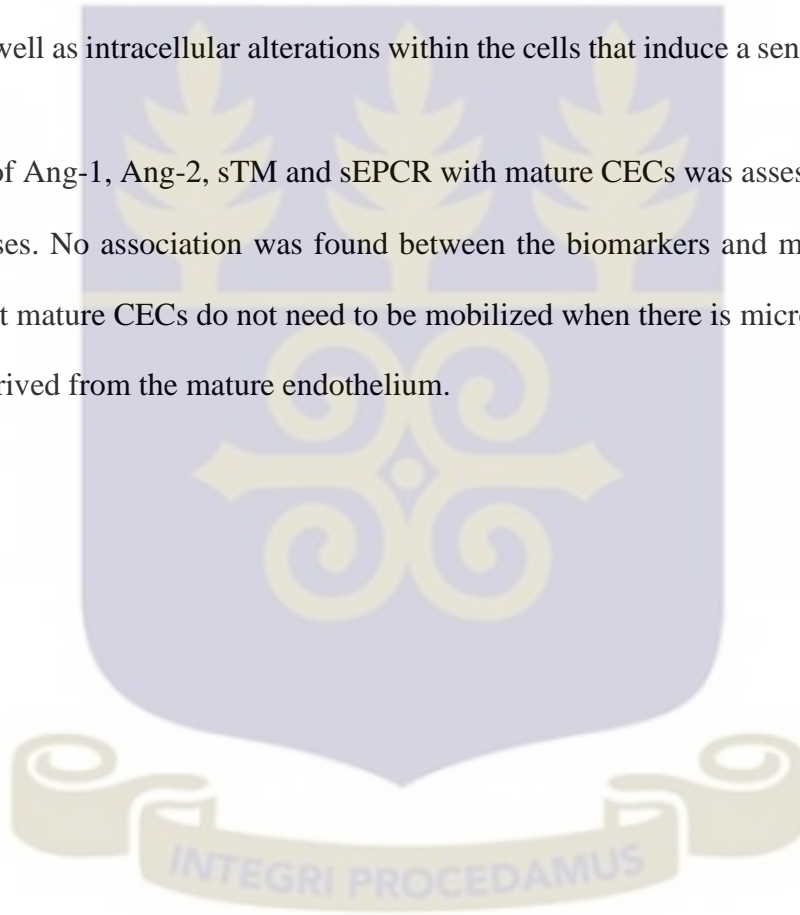 well as intracellular alterations within the cells that induce a sen
of Ang-1, Ang-2, sTM and sEPCR with mature CECs was asses
ses. No association was found between the biomarkers and m
t mature CECs do not need to be mobilized when there is micro
rived from the mature endothelium.
INTEGRI PROCEDAMUS